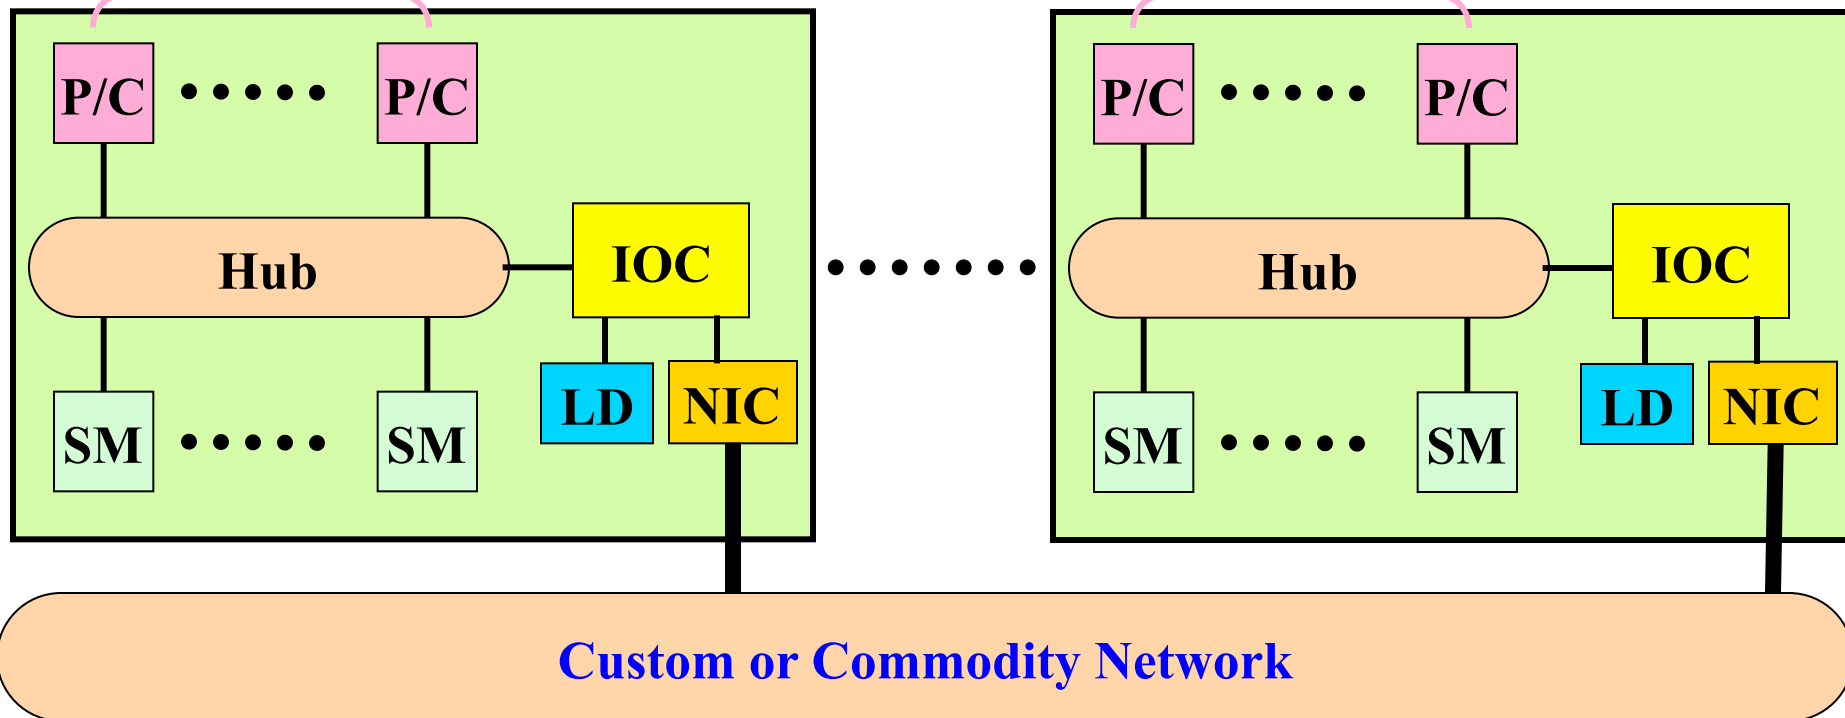 P/C P/C P/C P/C
Hub IOC Hub IOC
LD NIC LD NIC
SM SM SM SM
Custom or Commodity Network